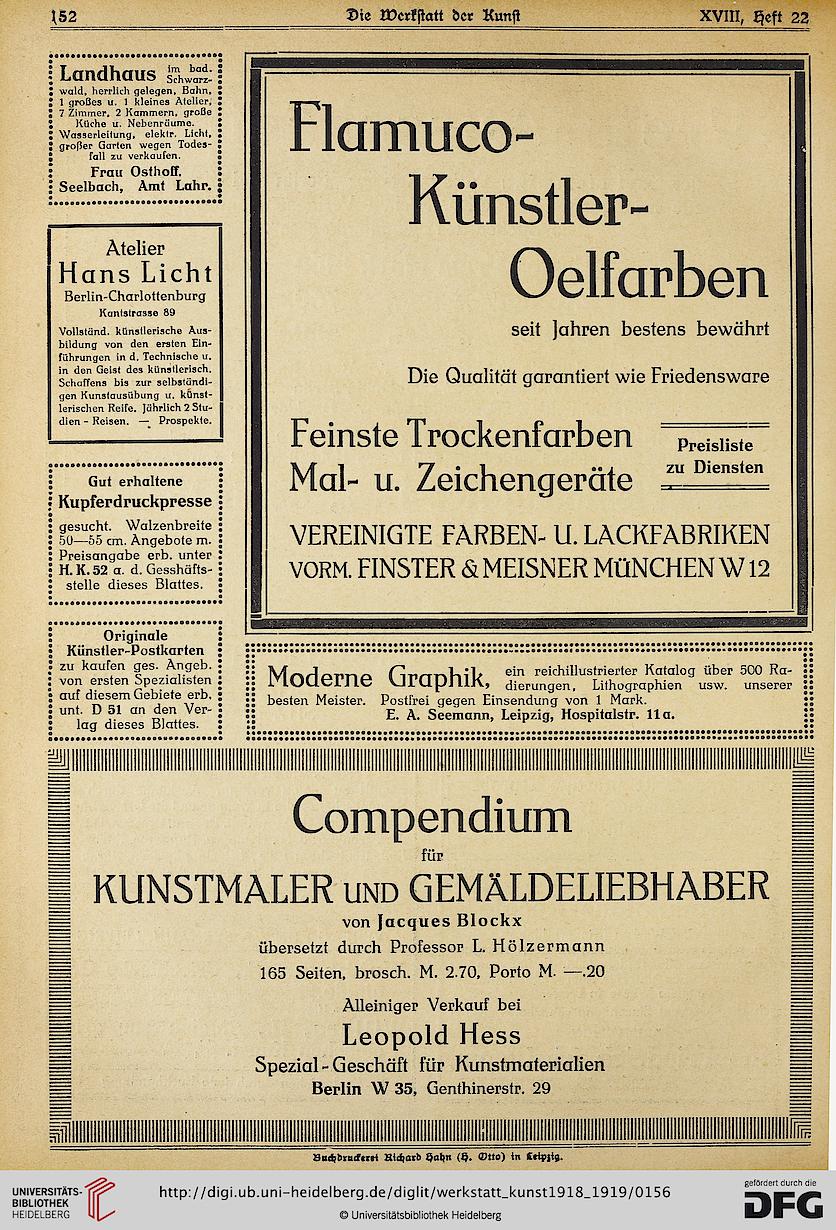 152 Die Werkstatt der Kunst XVIII, Heft 22
Landhaus im bad. Schwarz-
wald, herrlich gelegen, Bahn,
1 großes u. 1 kleines Atelier,
7 Zimmer, 2 Kammern, große
Küche u. Nebenräume.
Wasserleitung, elektr. Licht,
großer Garten wegen Todes-
fall zu verkaufen.
Frau Osthoff,
Seelbach, Amt Lahr.
Atelier
Hans Licht
Berlin-Charlottenburg
Kantstrasse 89
Vollständ. künstlerische Aus-
bildung von den ersten Ein-
führungen in d. Technische u.
in den Geist des künstlerisch.
Schaffens bis zur selbständi-
gen Kunstausübung u. künst-
lerischen Reife. Jährlich 2 Stu-
dien - Reisen. — Prospekte.
Gut erhaltene
Kupferdruckpresse
gesucht. Walzenbreite
50—55 cm. Angebote m.
Preisangabe erb. unter
H. K. 52 a. d. Gesshäfts-
stelle dieses Blattes.
Originale
Künstler-Postkarten
zu kaufen ges. Angeb.
von ersten Spezialisten
auf diesem Gebiete erb.
unt. D 51 an den Ver-
lag dieses Blattes.
Flamuco-
Künstler-
Oelfarben
seit Jahren bestens bewährt
Die Qualität garantiert wie Friedensware
Feinste Trockenfarben
Mal- u. Zeichengeräte
Preisliste
zu Diensten
VEREINIGTE FARBEN- U. LACKFABRIKEN
VORM. FINSTER & MEISNER MÜNCHEN W 12
Moderne Graphik, ein reichillustrierter Katalog über 500 Ra-
dierungen, Lithographien usw. unserer
besten Meister. Postfrei gegen Einsendung von 1 Mark.
E. A. Seemann, Leipzig, Hospitalstr. 11a.
Compendium
für
KUNSTMALER UND GEMÄLDELIEBHABER
von Jacques Blockx
übersetzt durch Professor L. Hölzermann
165 Seiten, brosch. M. 2.70, Porto M. —.20
Alleiniger Verkauf bei
Leopold Hess
Spezial-Geschäft für Kunstmaterialien
Berlin W 35, Genthinerstr. 29
Buchdruckerei Richard Hahn (H. Otto) in Leipzig.
UNIVERSITÄTS-
BIBLIOTHEK
HEIDELBERG
http://digi.ub.uni-heidelberg.de/diglit/werkstatt_kunst1918_1919/0156
© Universitätsbibliothek Heidelberg
gefördert durch die
DFG